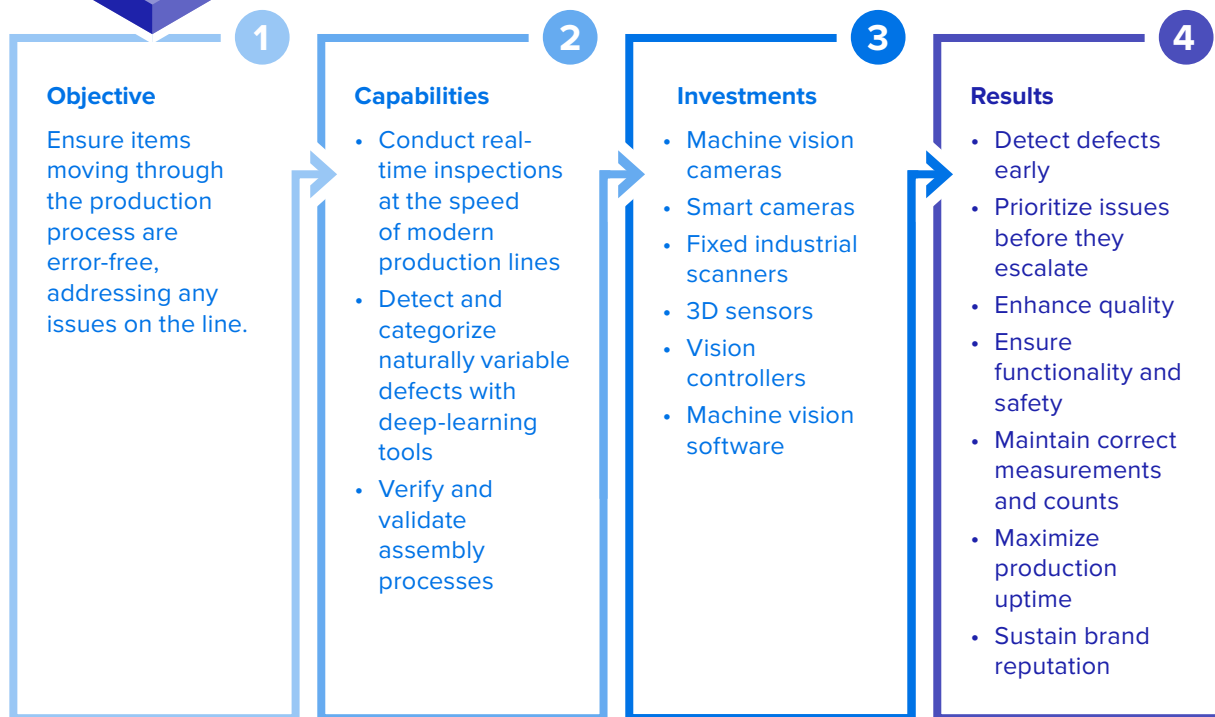 1
Objective
Ensure items
moving through
the production
process are
error-free,
addressing any
issues on the line.
2
Capabilities
• Conduct real-
time inspections
at the speed
of modern
production lines
• Detect and
categorize
naturally variable
defects with
deep-learning
tools
• Verify and
validate
assembly
processes
3
Investments
• Machine vision
cameras
• Smart cameras
• Fixed industrial
scanners
• 3D sensors
• Vision
controllers
• Machine vision
software
4
Results
• Detect defects
early
• Prioritize issues
before they
escalate
• Enhance quality
• Ensure
functionality and
safety
• Maintain correct
measurements
and counts
• Maximize
production
uptime
• Sustain brand
reputation